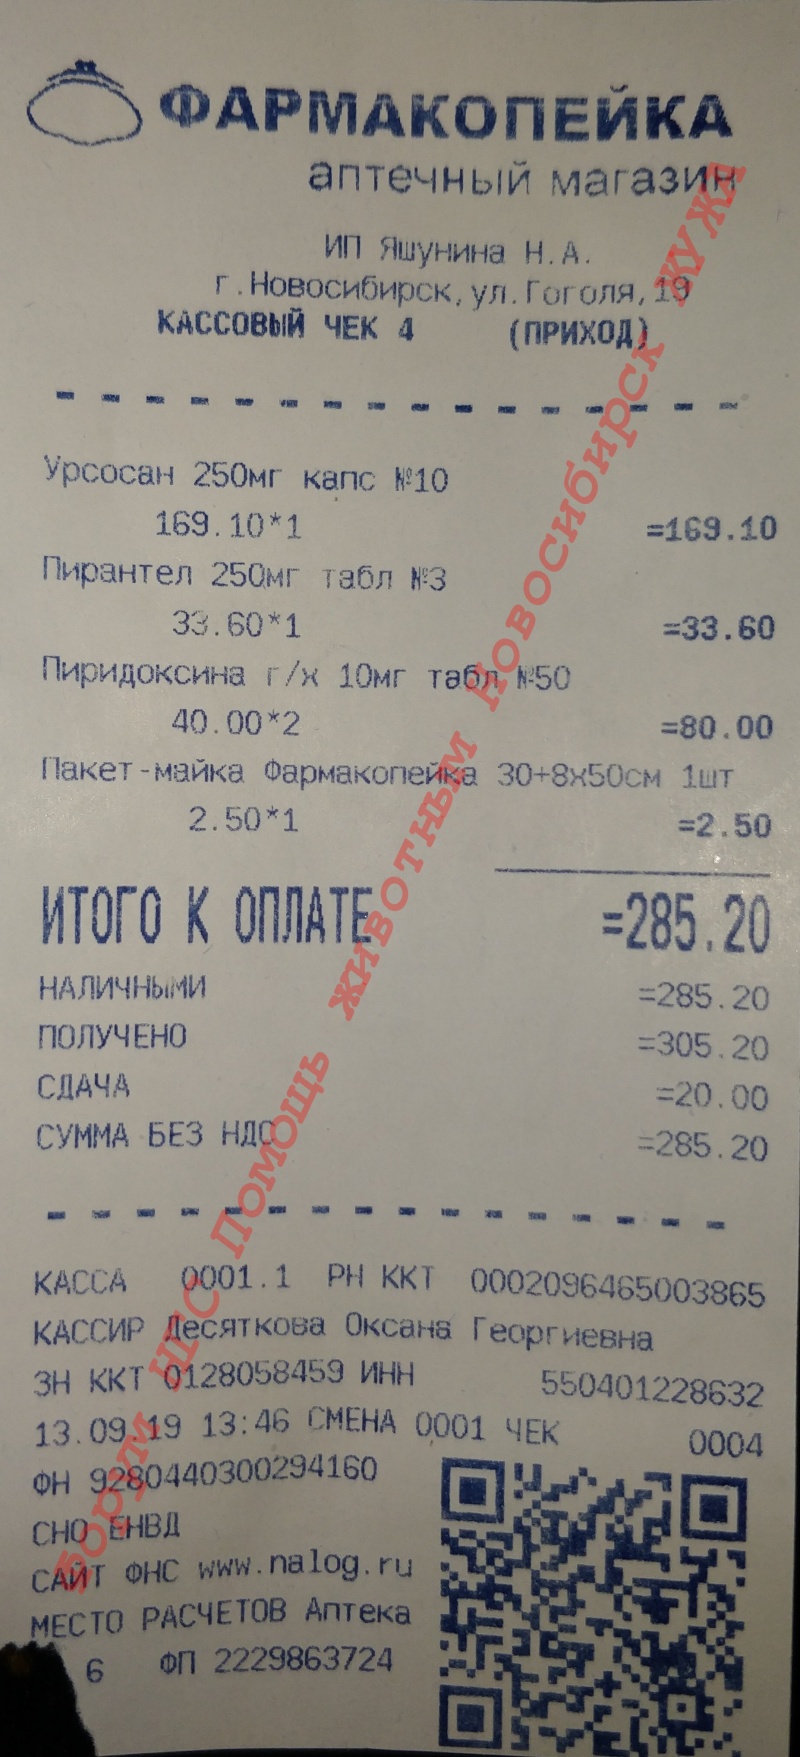 ФАРМАКОПЕЙКА
аптечный магазин
ИП Яшунина Н.А.
г.Новосибирск,ул.Гоголя,19
КАССОВЫЙ ЧЕК 4 (ПРИХОД)
Урсосан 250мг капс №10
169.10*1 =169.10
Пирантел 250мг табл №3
33.60*1 =33.60
Пиридоксина г/х 10мг табл №50
40.00*2 =80.00
Пакет-майка Фармакопейка 30+8х50см 1шт
2.50*1 =2.50
ИТОГО К ОПЛАТЕ =285.20
НАЛИЧНЫМИ =285.20
ПОЛУЧЕНО =305.20
СДАЧА =20.00
СУММА БЕЗ НДС =285.20
КАССА 0001.1 РН ККТ 0002096465003865
КАССИР Десяткова Оксана Георгиевна
ЗН ККТ 0128058459 ИНН 550401228632
13.09.19 13:46 СМЕНА 0001 ЧЕК 0004
ФН 9280440300294160
СНО ЕНВД
САЙТ ФНС www.nalog.ru
МЕСТО РАСЧЕТОВ Аптека
6 ФП 2229863724
Форум НГС Помощь животным Новосибирск ЖУЖА